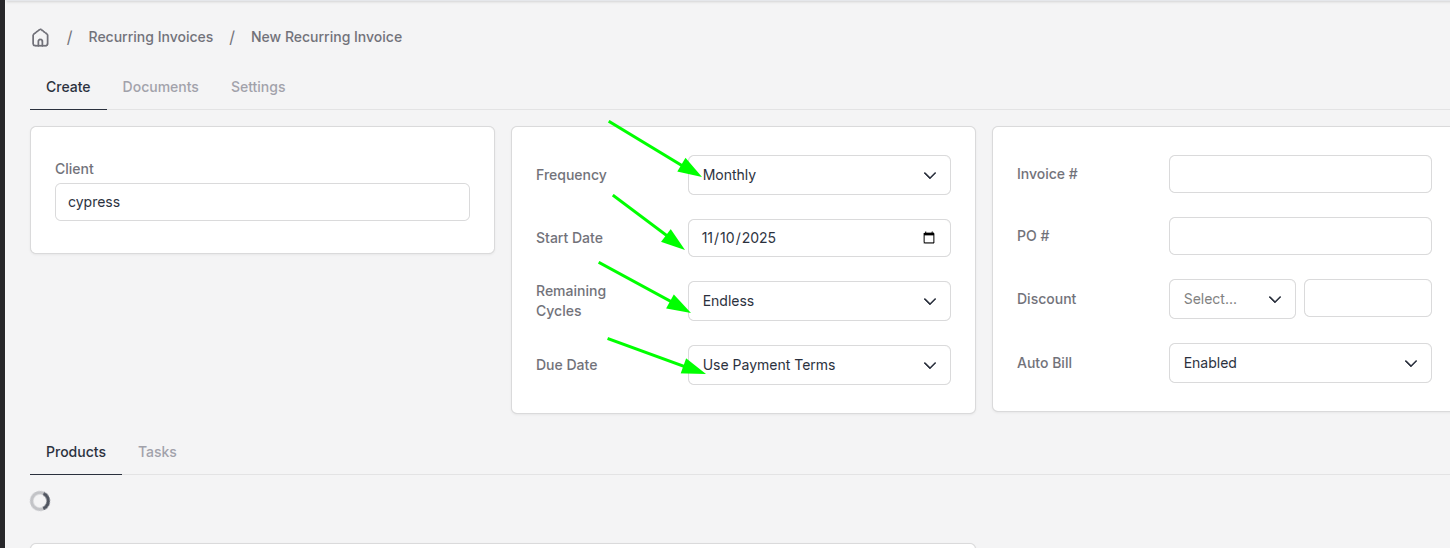 / Recurring Invoices / New Recurring Invoice
Create Documents Settings
Client
cypress
Frequency Monthly
Start Date 11/10/2025
Remaining
Cycles Endless
Due Date Use Payment Terms
Invoice #
PO #
Discount Select...
Auto Bill Enabled
Products Tasks